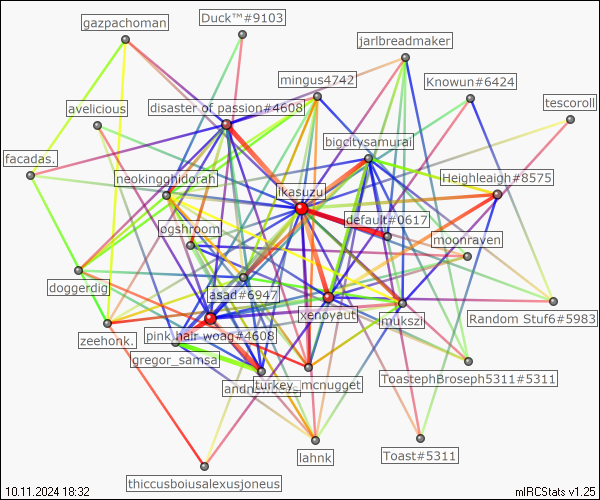 gazpachoman
Duck™#9103
jarlbreadmaker
mingus4742
Knowun#6424
avelicious
disaster of passion#4608
tescoroll
bigcitysamurai
facadas.
neokingghidorah
Heighleaigh#8575
ikasuzu
default#0617
ogshroom
moonraven
doggerdig
asad#6947
xenoyaut
imukszi
Random Stuf6#5983
zeehonk.
pink hair woag#4608
gregor_samsa
turkey_mcnugget
ToastephBroseph5311#5311
lahnk
Toast#5311
thiccusboiusalexusjoneus
10.11.2024 18:32
mIRCStats v1.25